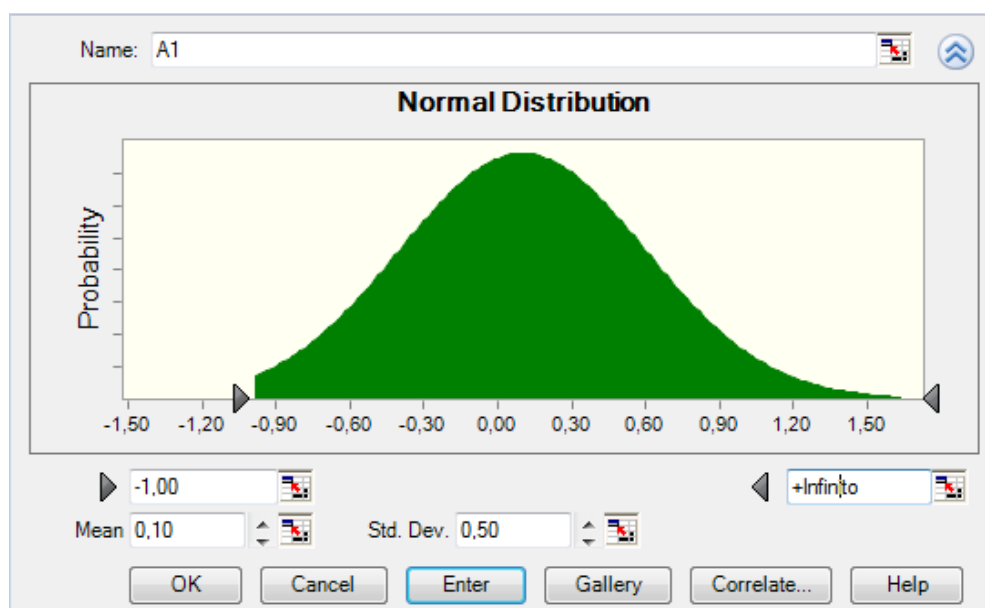 Name: A1
Normal Distribution
Probability
-1,50 -1,20 -0,90 -0,60 -0,30 0,00 0,30 0,60 0,90 1,20 1,50
-1,00 +Infinito
Mean 0,10 Std. Dev. 0,50
OK Cancel Enter Gallery Correlate... Help